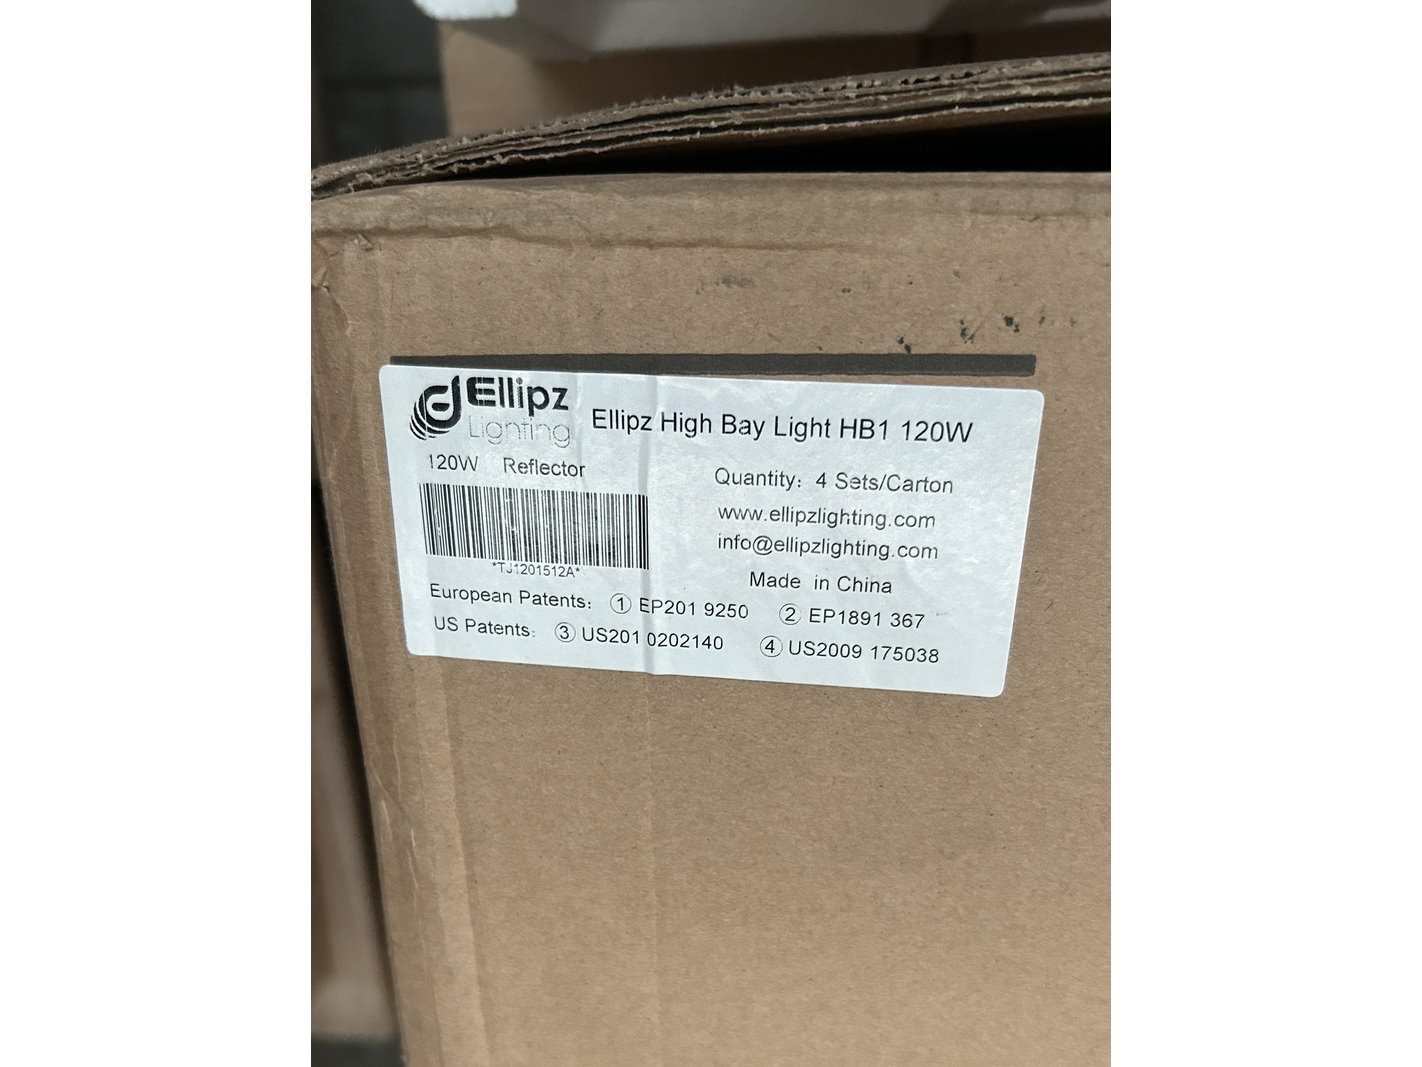 Ellipz
Lighting
Ellipz High Bay Light HB1 120W
120W Reflector
Quantity: 4 Sets/Carton
www.ellipzlighting.com
info@ellipzlighting.com
*TJ1201512A*
Made in China
European Patents: ① EP201 9250 ② EP1891 367
US Patents: ③ US201 0202140 ④ US2009 175038